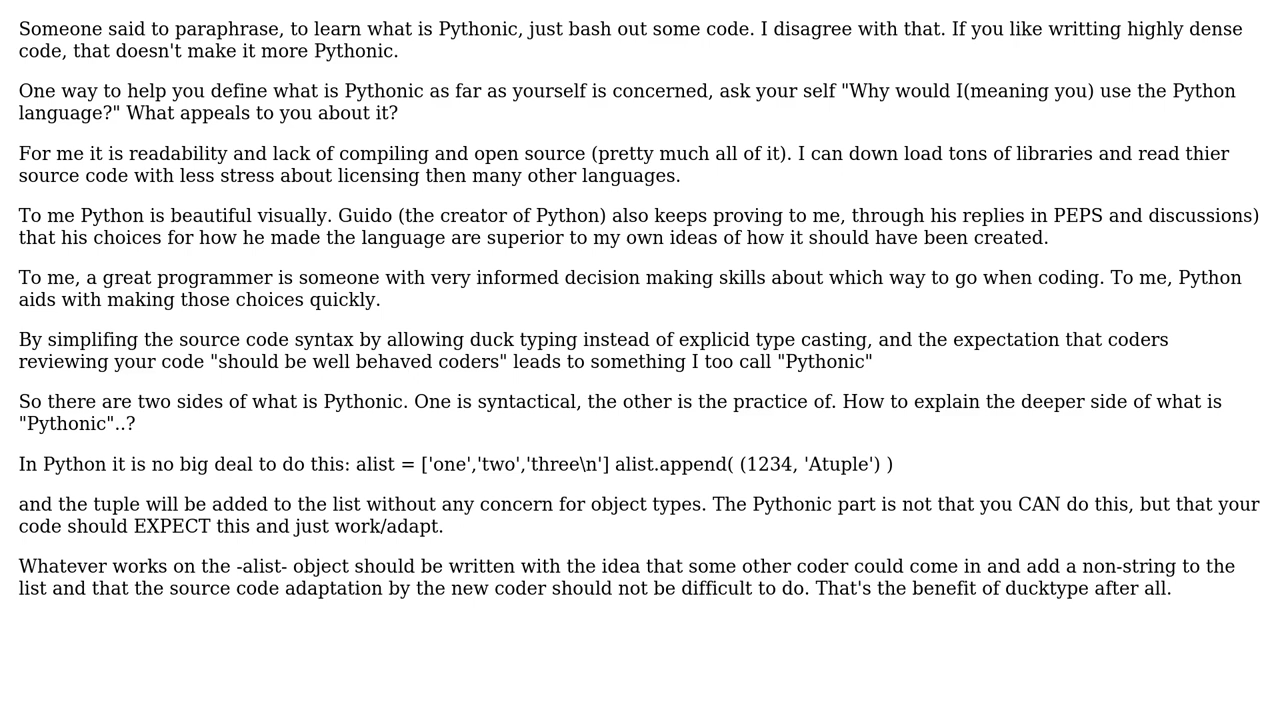 Someone said to paraphrase, to learn what is Pythonic, just bash out some code. I disagree with that. If you like writting highly dense
code, that doesn't make it more Pythonic.
One way to help you define what is Pythonic as far as yourself is concerned, ask your self "Why would I(meaning you) use the Python
language?" What appeals to you about it?
For me it is readability and lack of compiling and open source (pretty much all of it). I can down load tons of libraries and read thier
source code with less stress about licensing then many other languages.
To me Python is beautiful visually. Guido (the creator of Python) also keeps proving to me, through his replies in PEPS and discussions)
that his choices for how he made the language are superior to my own ideas of how it should have been created.
To me, a great programmer is someone with very informed decision making skills about which way to go when coding. To me, Python
aids with making those choices quickly.
By simplifing the source code syntax by allowing duck typing instead of explicid type casting, and the expectation that coders
reviewing your code "should be well behaved coders" leads to something I too call "Pythonic"
So there are two sides of what is Pythonic. One is syntactical, the other is the practice of. How to explain the deeper side of what is
"Pythonic"..?
In Python it is no big deal to do this: alist = ['one','two','three\n'] alist.append( (1234, 'Atuple') )
and the tuple will be added to the list without any concern for object types. The Pythonic part is not that you CAN do this, but that your
code should EXPECT this and just work/adapt.
Whatever works on the -alist- object should be written with the idea that some other coder could come in and add a non-string to the
list and that the source code adaptation by the new coder should not be difficult to do. That's the benefit of ducktype after all.